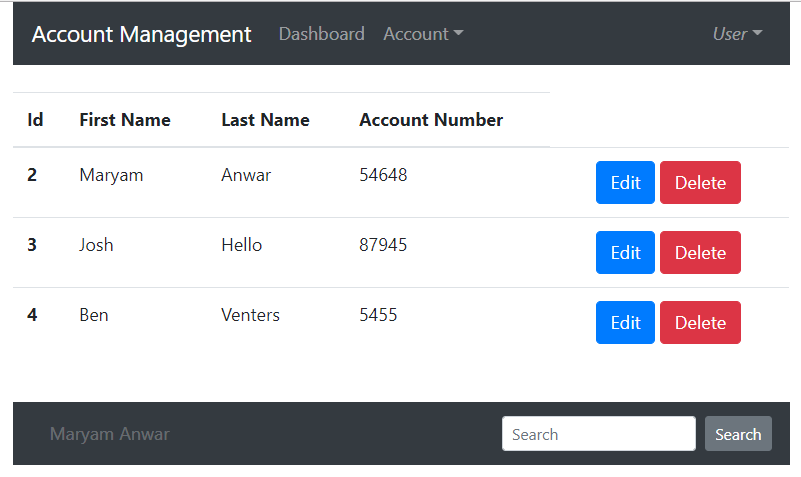 Account Management Dashboard Account User
Id First Name Last Name Account Number
2 Maryam Anwar 54648 Edit Delete
3 Josh Hello 87945 Edit Delete
4 Ben Venters 5455 Edit Delete
Maryam Anwar Search Search